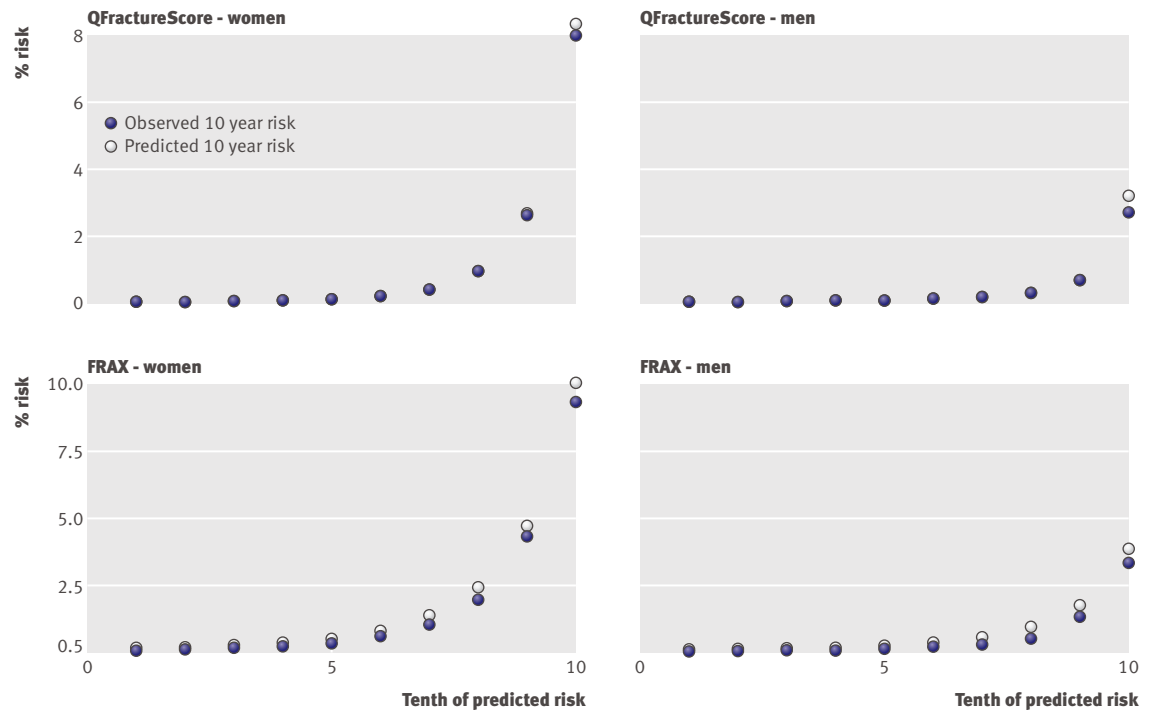 QFractureScore - women
QFractureScore - men
% risk
8
6
4
2
0
Observed 10 year risk
Predicted 10 year risk
FRAX - women
FRAX - men
% risk
10.0
7.5
5.0
2.5
0.5
0 5 10
0 5 10
Tenth of predicted risk
Tenth of predicted risk